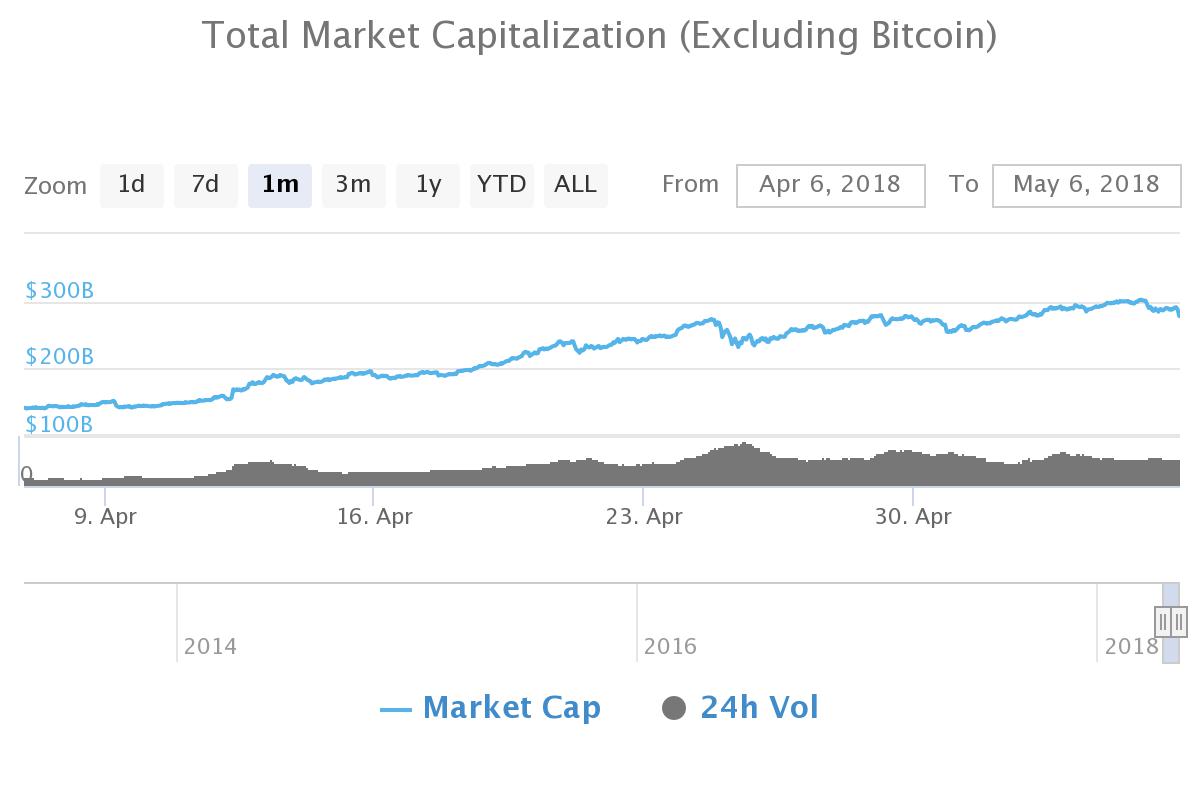 Total Market Capitalization (Excluding Bitcoin)
Zoom 1d 7d 1m 3m 1y YTD ALL From Apr 6, 2018 To May 6, 2018
$300B
$200B
$100B
0
9. Apr 16. Apr 23. Apr 30. Apr
2014 2016 2018
Market Cap 24h Vol